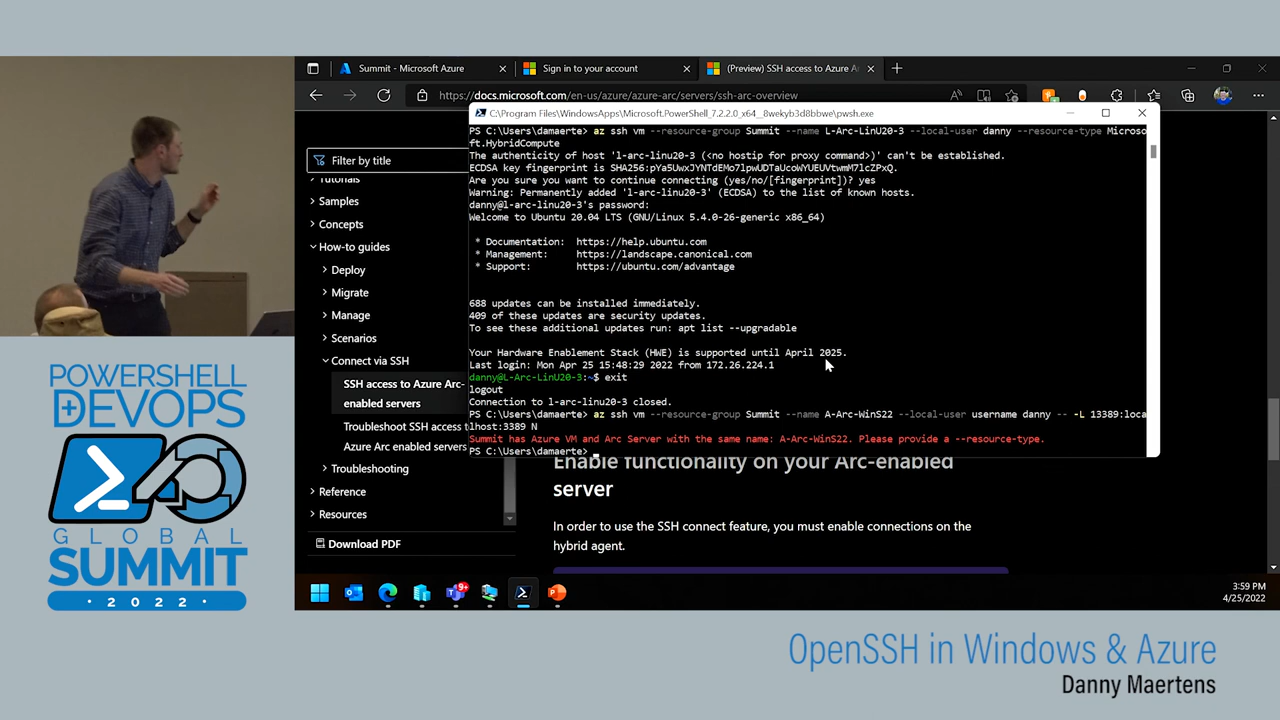 Summit - Microsoft Azure
Sign in to your account
(Preview) SSH access to Azure A
https://docs.microsoft.com/en-us/azure/azure-arc/servers/ssh-arc-overview
Filter by title
Tutorials
Samples
Concepts
How-to guides
Deploy
Migrate
Manage
Scenarios
Connect via SSH
SSH access to Azure Arc-
enabled servers
Troubleshoot SSH access to
Azure Arc enabled servers
Troubleshooting
Reference
Resources
Download PDF
C:\Program Files\WindowsApps\Microsoft.PowerShell_7.2.2.0_x64__8wekyb3d8bbwe\pwsh.exe
PS C:\Users\damaerte> az ssh vm --resource-group Summit --name L-Arc-LinU20-3 --local-user danny --resource-type Microso
ft.HybridCompute
The authenticity of host 'l-arc-linu20-3 (<no hostip for proxy command>)' can't be established.
ECDSA key fingerprint is SHA256:pYa5UwxJYNTdEMo7lpwUDTaUcoWYUEUVtwmM7lcZPxQ.
Are you sure you want to continue connecting (yes/no/[fingerprint])? yes
Warning: Permanently added 'l-arc-linu20-3' (ECDSA) to the list of known hosts.
danny@l-arc-linu20-3's password:
Welcome to Ubuntu 20.04 LTS (GNU/Linux 5.4.0-26-generic x86_64)
* Documentation: https://help.ubuntu.com
* Management: https://landscape.canonical.com
* Support: https://ubuntu.com/advantage
688 updates can be installed immediately.
409 of these updates are security updates.
To see these additional updates run: apt list --upgradable
Your Hardware Enablement Stack (HWE) is supported until April 2025.
Last login: Mon Apr 25 15:48:29 2022 from 172.26.224.1
danny@L-Arc-LinU20-3:~$ exit
logout
Connection to l-arc-linu20-3 closed.
PS C:\Users\damaerte> az ssh vm --resource-group Summit --name A-Arc-WinS22 --local-user username danny -- -L 13389:loca
lhost:3389 N
Summit has Azure VM and Arc Server with the same name: A-Arc-WinS22. Please provide a --resource-type.
PS C:\Users\damaerte>
Enable functionality on your Arc-enabled
server
In order to use the SSH connect feature, you must enable connections on the
hybrid agent.
9+
3:59 PM
4/25/2022
POWERSHELL
DEVOPS
GLOBAL
SUMMIT
· 2 0 2 2 ·
OpenSSH in Windows & Azure
Danny Maertens